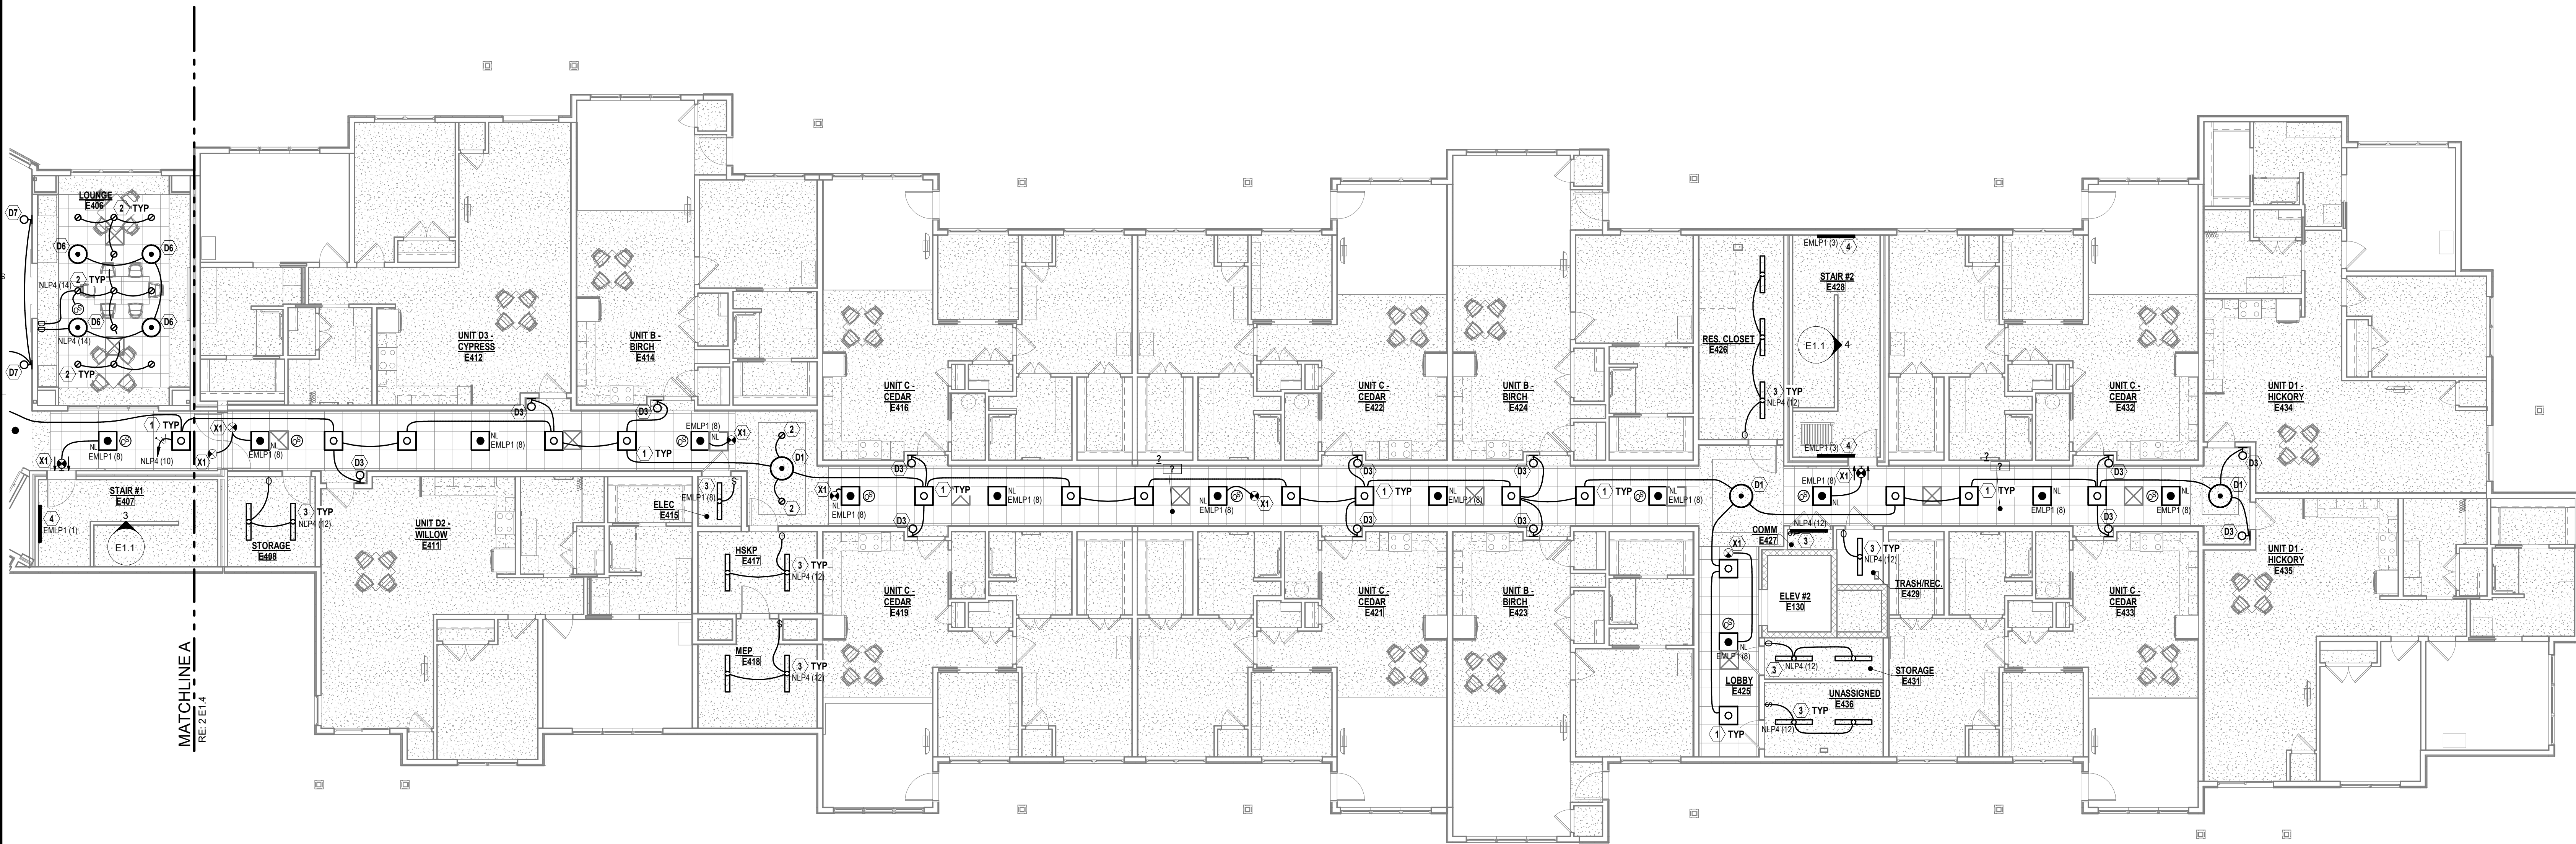 LOUNGE
E406
2 TYP
D7
D6
D6
2 TYP
NLP4 (14)
D6
D6
NLP4 (14)
D7
2 TYP
UNIT D3 -
CYPRESS
E412
UNIT B -
BIRCH
E414
UNIT C -
CEDAR
E416
UNIT C -
CEDAR
E422
UNIT B -
BIRCH
E424
RES. CLOSET
E426
3 TYP
NLP4 (12)
EMLP1 (3)
4
STAIR #2
E428
E1.1
4
EMLP1 (3)
4
UNIT C -
CEDAR
E432
UNIT D1 -
HICKORY
E434
D3
D3
1 TYP
X1
X1
NL
EMLP1 (8)
NLP4 (10)
X1
NL
EMLP1 (8)
NL
EMLP1 (8)
EMLP1 (8)
NL
X1
1 TYP
2
D1
2
D3
STAIR #1
E407
4
EMLP1 (1)
3
E1.1
3 TYP
NLP4 (12)
STORAGE
E408
UNIT D2 -
WILLOW
E411
3
EMLP1 (8)
ELEC
E415
HSKP
E417
3 TYP
NLP4 (12)
MEP
E418
3 TYP
NLP4 (12)
X1
NL
EMLP1 (8)
D3
1 TYP
D3
NL
EMLP1 (8)
?
?
NL
EMLP1 (8)
X1
D3
1 TYP
D3
NL
EMLP1 (8)
D3
D3
1 TYP
NL
EMLP1 (8)
D1
EMLP1 (8)
NL
X1
1 TYP
?
?
NL
EMLP1 (8)
D3
D3
NL
EMLP1 (8)
D1
D3
D3
UNIT C -
CEDAR
E419
UNIT C -
CEDAR
E421
UNIT B -
BIRCH
E423
X1
COMM
E427
NLP4 (12)
3
3 TYP
NLP4 (12)
TRASH/REC.
E429
ELEV #2
E130
NL
EMLP1 (8)
LOBBY
E425
1 TYP
3
NLP4 (12)
STORAGE
E431
UNASSIGNED
E436
3 TYP
NLP4 (12)
UNIT C -
CEDAR
E433
UNIT D1 -
HICKORY
E435
MATCHLINE A
RE: 2 E1.4